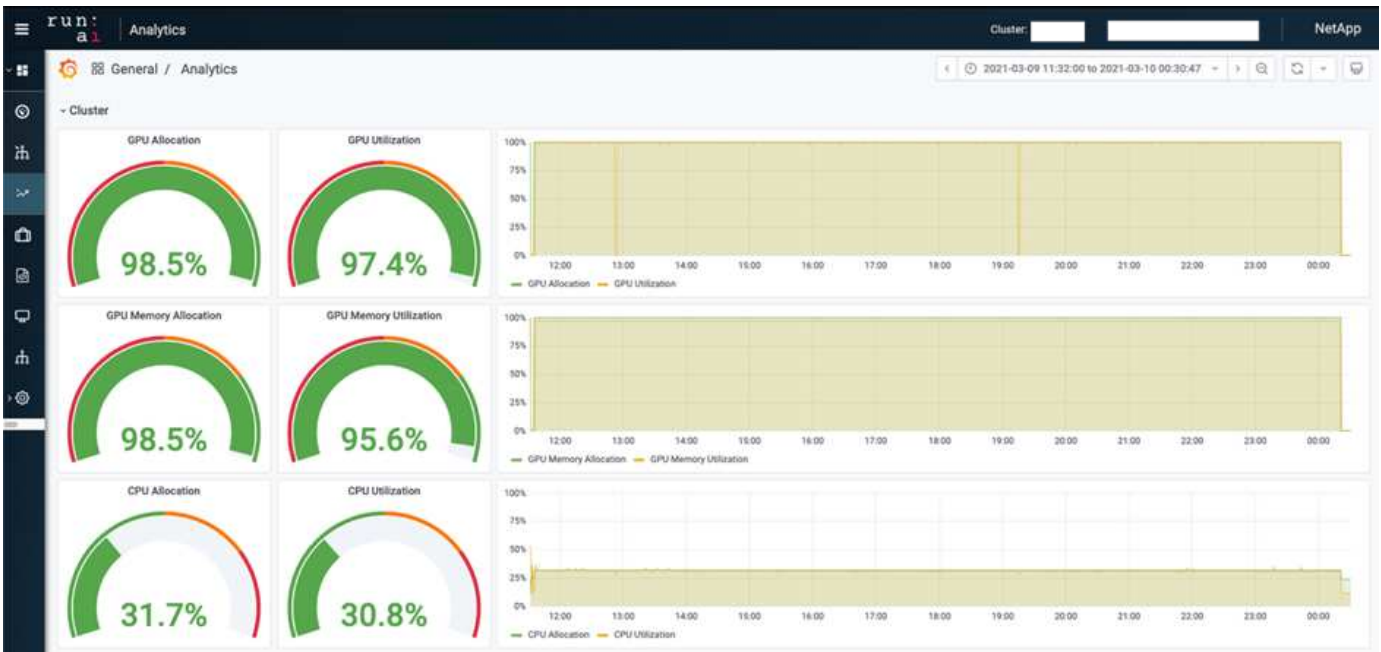 run:
ai
Analytics
Cluster:
NetApp
General / Analytics
2021-03-09 11:32:00 to 2021-03-10 00:30:47
Cluster
GPU Allocation
98.5%
GPU Utilization
97.4%
100%
75%
50%
25%
0%
12:00 13:00 14:00 15:00 16:00 17:00 18:00 19:00 20:00 21:00 22:00 23:00 00:00
GPU Allocation GPU Utilization
GPU Memory Allocation
98.5%
GPU Memory Utilization
95.6%
100%
75%
50%
25%
0%
12:00 13:00 14:00 15:00 16:00 17:00 18:00 19:00 20:00 21:00 22:00 23:00 00:00
GPU Memory Allocation GPU Memory Utilization
CPU Allocation
31.7%
CPU Utilization
30.8%
100%
75%
50%
25%
0%
12:00 13:00 14:00 15:00 16:00 17:00 18:00 19:00 20:00 21:00 22:00 23:00 00:00
CPU Allocation CPU Utilization